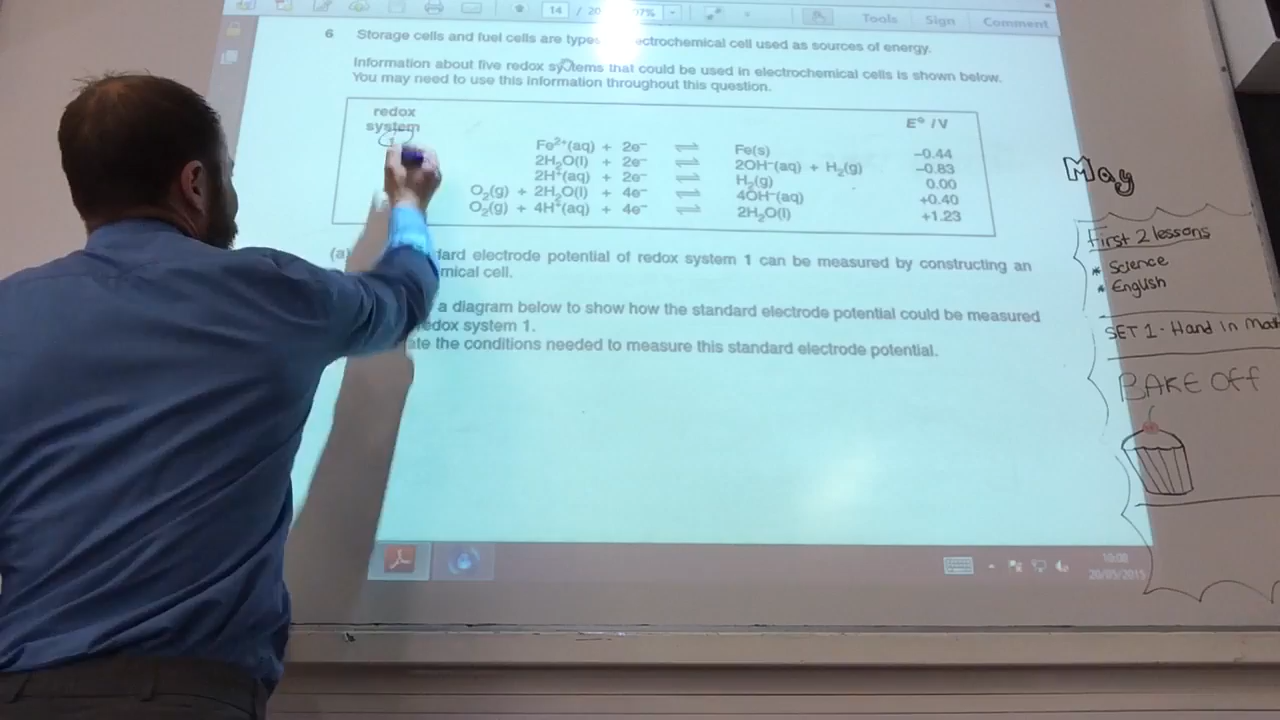 14 / 20
Tools Sign Comment
6 Storage cells and fuel cells are types electrochemical cell used as sources of energy.
Information about five redox systems that could be used in electrochemical cells is shown below.
You may need to use this information throughout this question.
redox
system
E⦵ /V
1
Fe²⁺(aq) + 2e⁻ ⇌ Fe(s) −0.44
2H₂O(l) + 2e⁻ ⇌ 2OH⁻(aq) + H₂(g) −0.83
2H⁺(aq) + 2e⁻ ⇌ H₂(g) 0.00
O₂(g) + 2H₂O(l) + 4e⁻ ⇌ 4OH⁻(aq) +0.40
O₂(g) + 4H⁺(aq) + 4e⁻ ⇌ 2H₂O(l) +1.23
(a) electrode potential of redox system 1 can be measured by constructing an
cell.
a diagram below to show how the standard electrode potential could be measured
redox system 1.
the conditions needed to measure this standard electrode potential.
10:08
20/05/2015
May
First 2 lessons
* Science
* English
SET 1 - Hand in
BAKE OFF